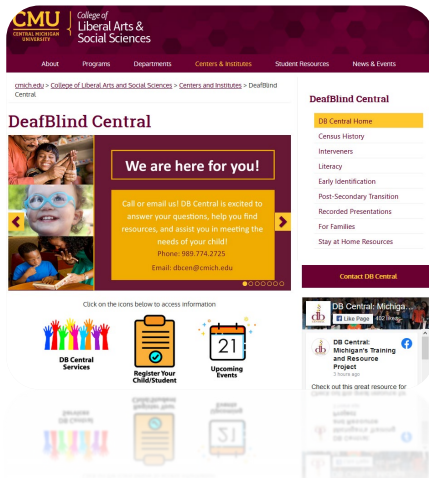 CMU
CENTRAL MICHIGAN
UNIVERSITY
College of
Liberal Arts &
Social Sciences
About Programs Departments Centers & Institutes Student Resources News & Events
cmich.edu > College of Liberal Arts and Social Sciences > Centers and Institutes > DeafBlind
Central
DeafBlind Central
We are here for you!
Call or email us! DB Central is excited to
answer your questions, help you find
resources, and assist you in meeting the
needs of your child!
Phone: 989.774.2725
Email: dbcen@cmich.edu
Click on the icons below to access information
DB Central
Services
Register Your
Child/Student
21
Upcoming
Events
DeafBlind Central
DB Central Home
Census History
Interveners
Literacy
Early Identification
Post-Secondary Transition
Recorded Presentations
For Families
Stay at Home Resources
Contact DB Central
db
DB Central: Michiga...
Like Page 482 likes
db
DB Central:
Michigan's Training
and Resource
Project
3 hours ago
Check out this great resource for